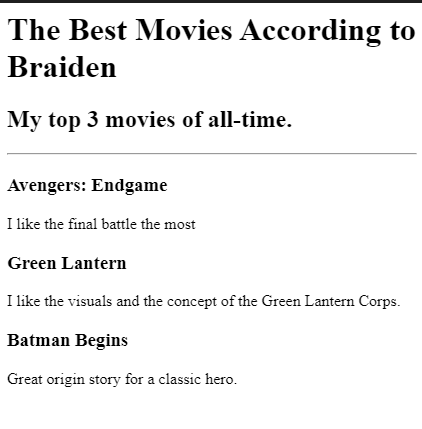 The Best Movies According to
Braiden
My top 3 movies of all-time.
Avengers: Endgame
I like the final battle the most
Green Lantern
I like the visuals and the concept of the Green Lantern Corps.
Batman Begins
Great origin story for a classic hero.